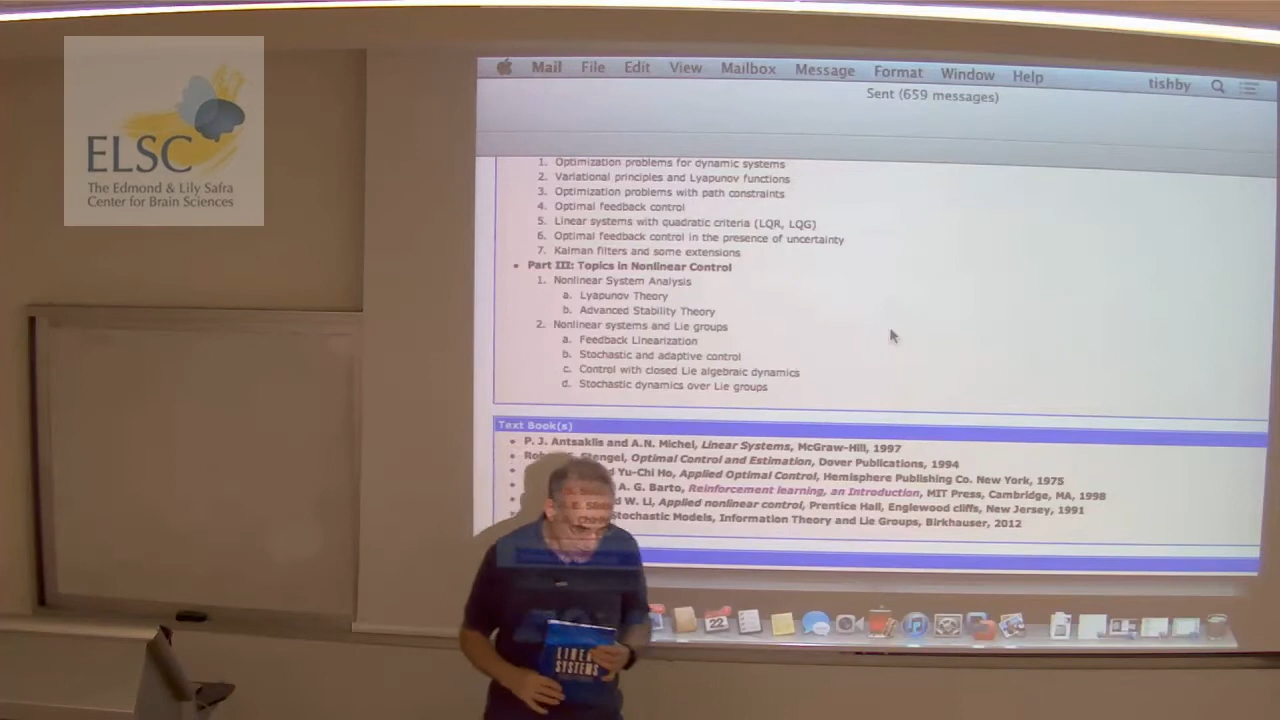 ELSC
The Edmond & Lily Safra
Center for Brain Sciences
Mail File Edit View Mailbox Message Format Window Help tishby
Sent (659 messages)
1. Optimization problems for dynamic systems
2. Variational principles and Lyapunov functions
3. Optimization problems with path constraints
4. Optimal feedback control
5. Linear systems with quadratic criteria (LQR, LQG)
6. Optimal feedback control in the presence of uncertainty
7. Kalman filters and some extensions
• Part III: Topics in Nonlinear Control
1. Nonlinear System Analysis
a. Lyapunov Theory
b. Advanced Stability Theory
2. Nonlinear systems and Lie groups
a. Feedback Linearization
b. Stochastic and adaptive control
c. Control with closed Lie algebraic dynamics
d. Stochastic dynamics over Lie groups
Text Book(s)
• P. J. Antsaklis and A.N. Michel, Linear Systems, McGraw-Hill, 1997
• Stengel, Optimal Control and Estimation, Dover Publications, 1994
• Yu-Chi Ho, Applied Optimal Control, Hemisphere Publishing Co. New York, 1975
• A. G. Barto, Reinforcement learning, an Introduction, MIT Press, Cambridge, MA, 1998
• W. Li, Applied nonlinear control, Prentice Hall, Englewood cliffs, New Jersey, 1991
Stochastic Models, Information Theory and Lie Groups, Birkhauser, 2012
22
LINEAR
SYSTEMS